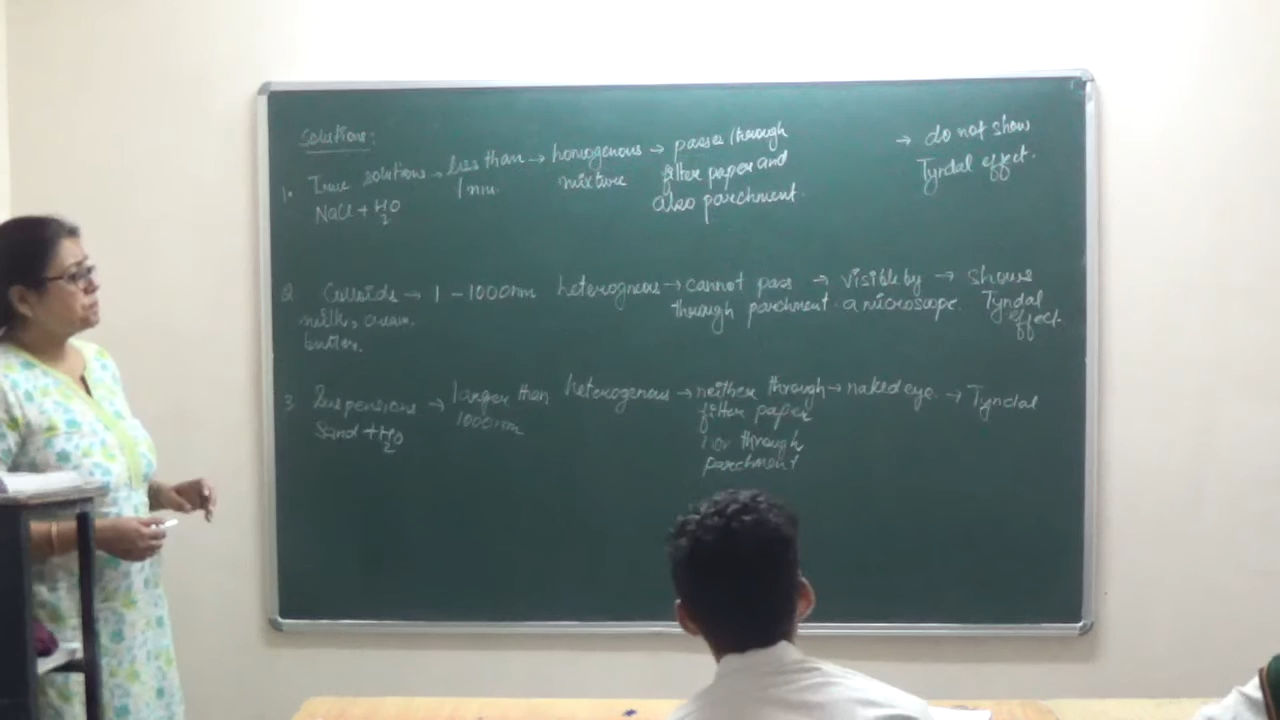 Solutions:
1. True solutions → less than → homogenous → passes through → do not show
1 nm. mixture filter paper and Tyndal effect.
NaCl + H2O also parchment.
2 Colloids → 1 - 1000nm heterognous → cannot pass → visible by → shows
milk, cream. through parchment. a microscope. Tyndal
butter. effect.
3 Suspensions → larger than heterogenous → neither through → naked eye. → Tyndal
1000nm filter paper
Sand + H2O nor through
parchment